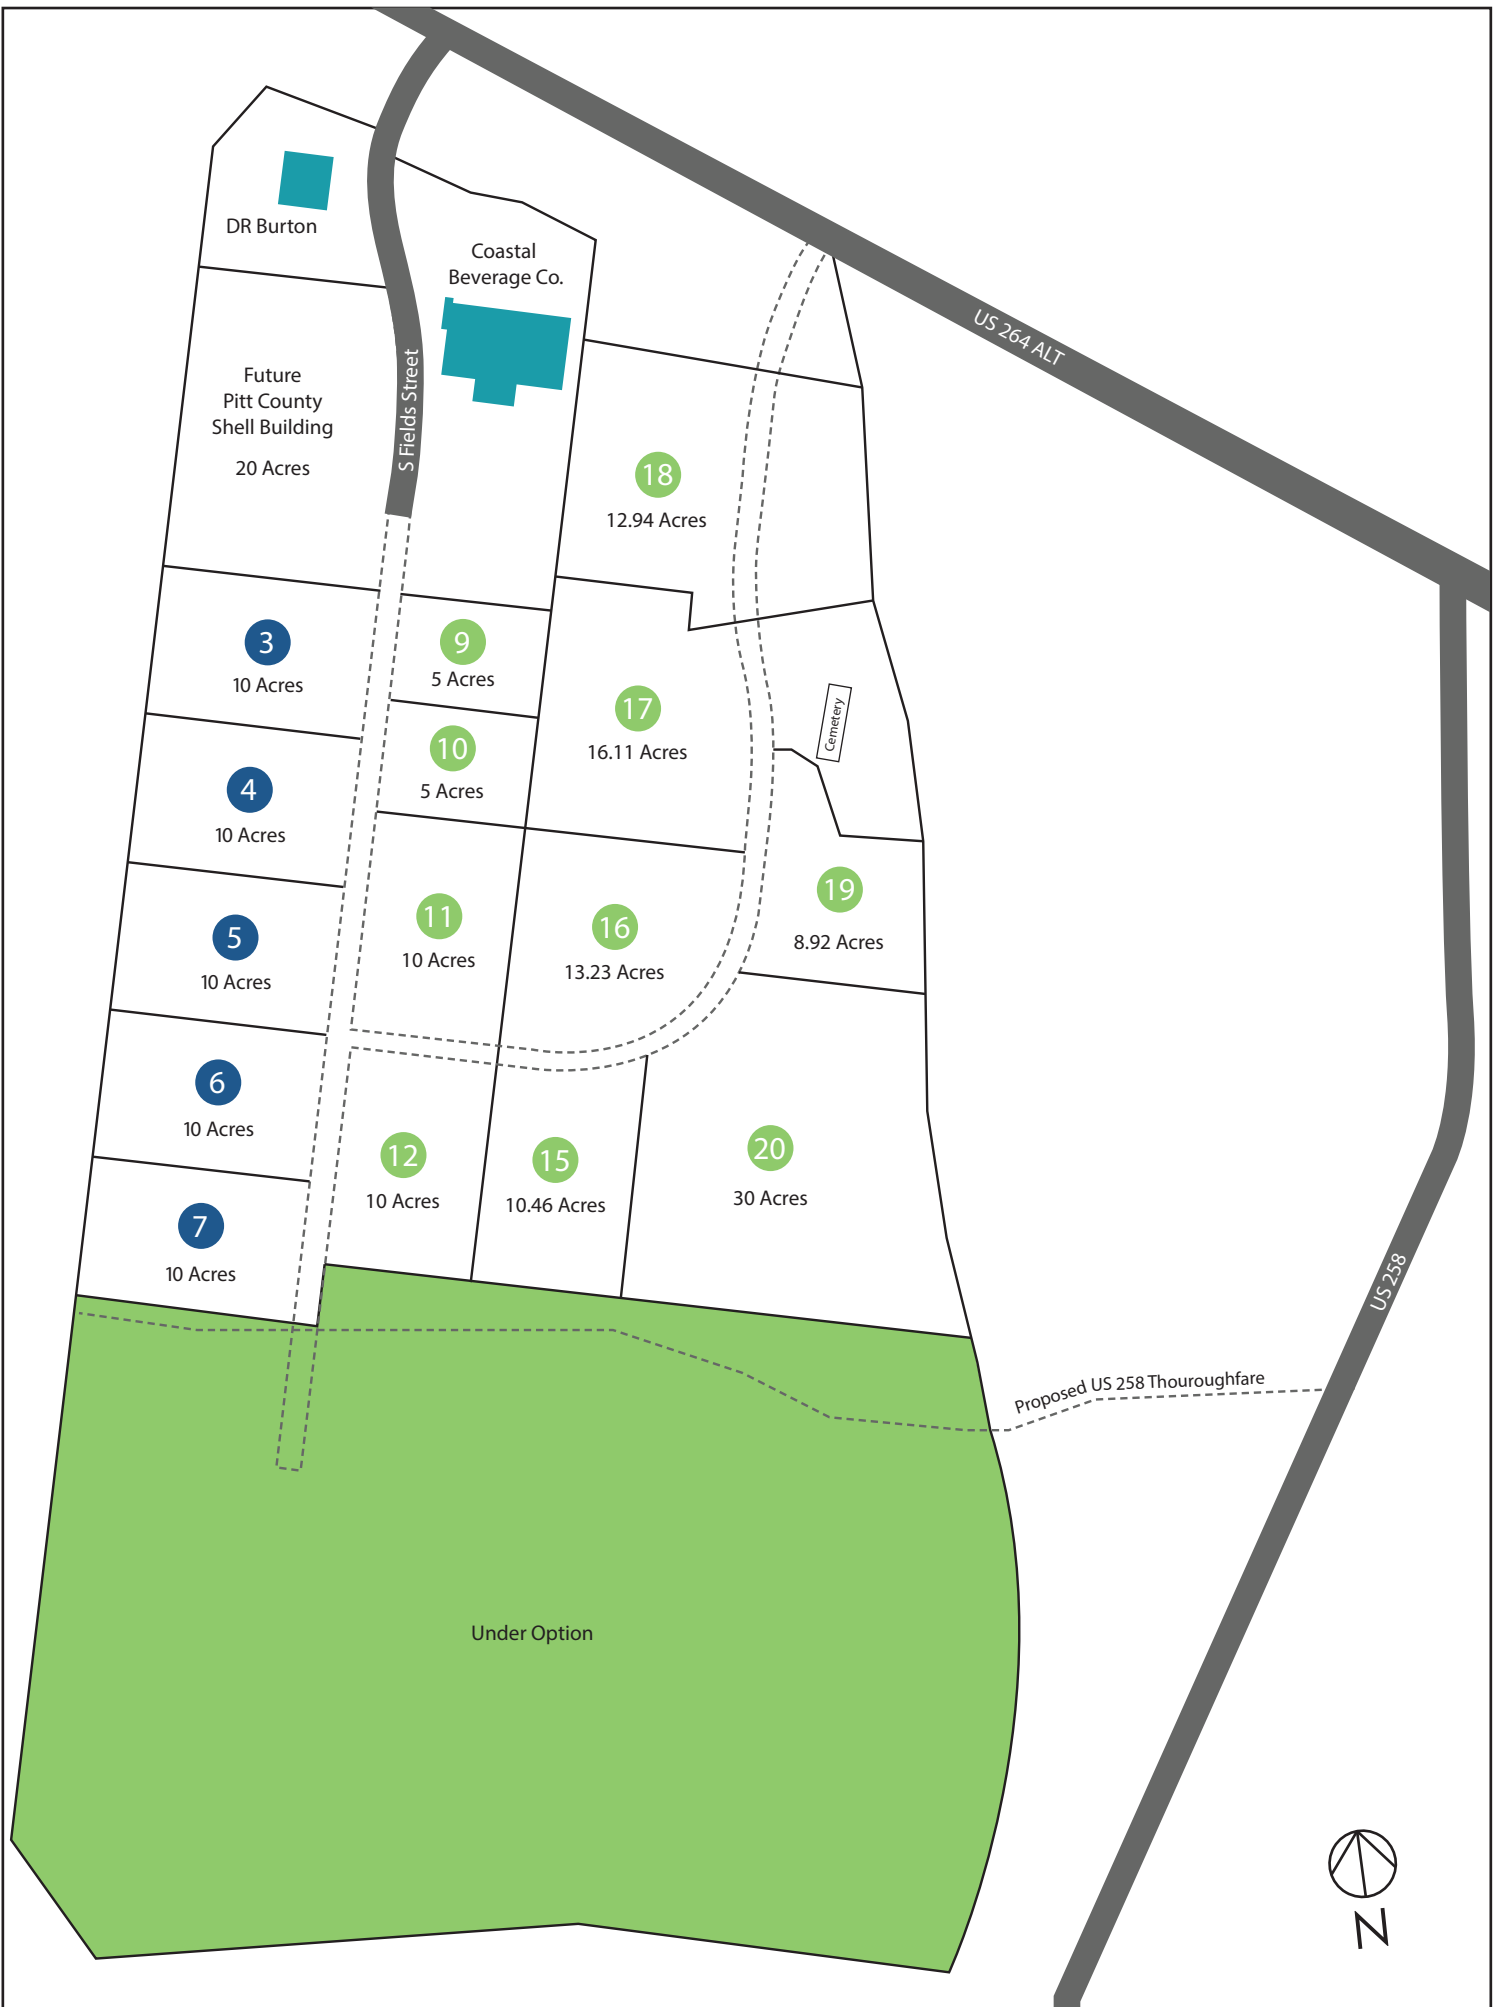 US 264 ALT
S Fields Street
DR Burton
Coastal
Beverage Co.
Future
Pitt County
Shell Building
20 Acres
18
12.94 Acres
3
10 Acres
9
5 Acres
17
16.11 Acres
Cemetery
4
10 Acres
10
5 Acres
5
10 Acres
11
10 Acres
16
13.23 Acres
19
8.92 Acres
6
10 Acres
12
10 Acres
15
10.46 Acres
20
30 Acres
7
10 Acres
US 258
Proposed US 258 Thouroughfare
Under Option
N